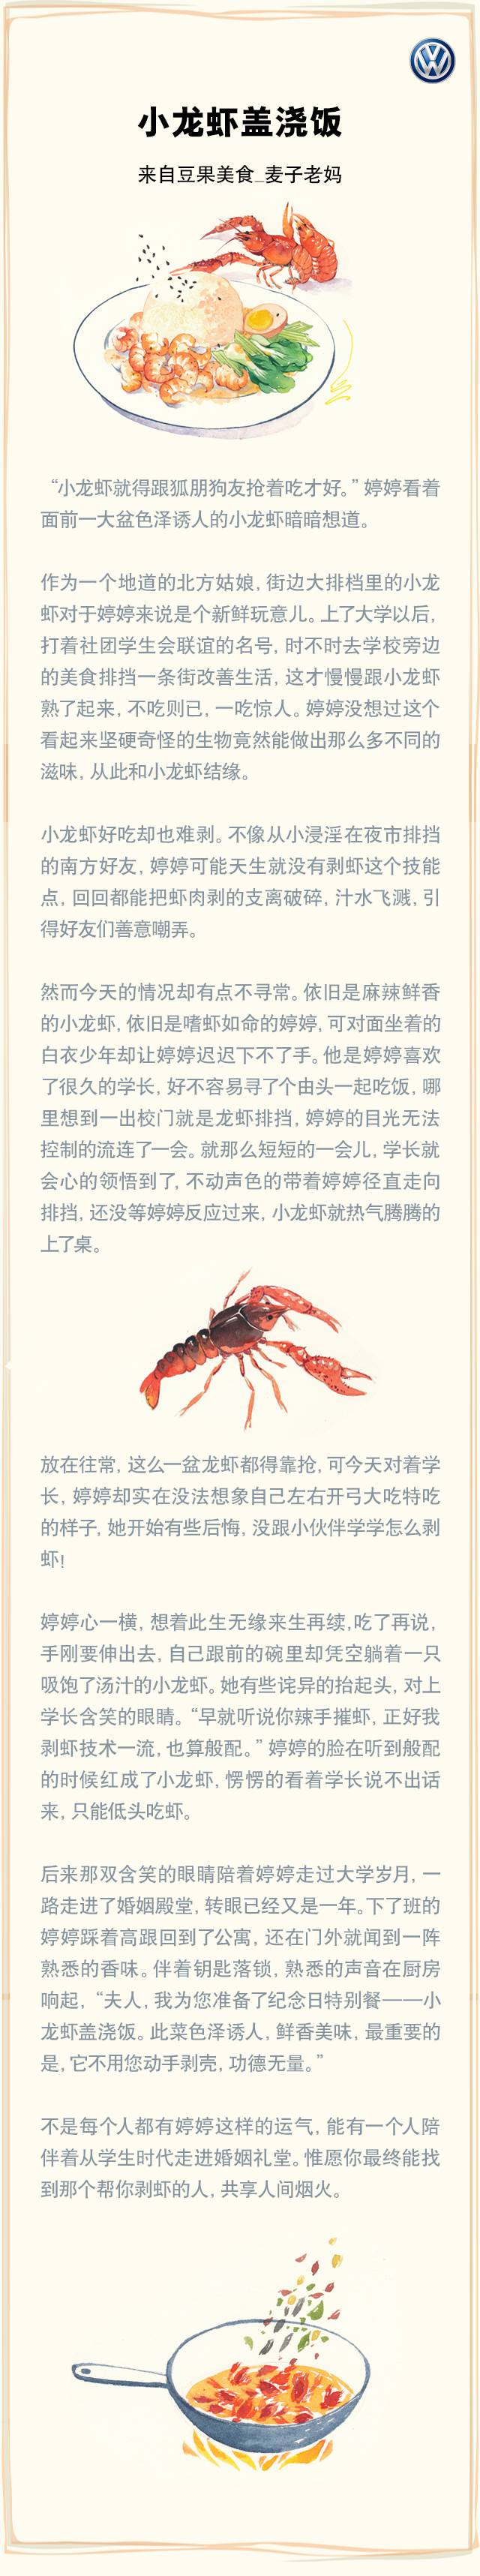 小龙虾盖浇饭
来自豆果美食_麦子老妈
“小龙虾就得跟狐朋狗友抢着吃才好。”婷婷看着
面前一大盆色泽诱人的小龙虾暗暗想道。
作为一个地道的北方姑娘,街边大排档里的小龙
虾对于婷婷来说是个新鲜玩意儿。上了大学以后,
打着社团学生会联谊的名号,时不时去学校旁边
的美食排挡一条街改善生活,这才慢慢跟小龙虾
熟了起来,不吃则已,一吃惊人。婷婷没想过这个
看起来坚硬奇怪的生物竟然能做出那么多不同的
滋味,从此和小龙虾结缘。
小龙虾好吃却也难剥。不像从小浸淫在夜市排挡
的南方好友,婷婷可能天生就没有剥虾这个技能
点,回回都能把虾肉剥的支离破碎,汁水飞溅,引
得好友们善意嘲弄。
然而今天的情况却有点不寻常。依旧是麻辣鲜香
的小龙虾,依旧是嗜虾如命的婷婷,可对面坐着的
白衣少年却让婷婷迟迟下不了手。他是婷婷喜欢
了很久的学长,好不容易寻了个由头一起吃饭,哪
里想到一出校门就是龙虾排挡,婷婷的目光无法
控制的流连了一会。就那么短短的一会儿,学长就
会心的领悟到了,不动声色的带着婷婷径直走向
排挡,还没等婷婷反应过来,小龙虾就热气腾腾的
上了桌。
放在往常,这么一盆龙虾都得靠抢,可今天对着学
长,婷婷却实在没法想象自己左右开弓大吃特吃
的样子,她开始有些后悔,没跟小伙伴学学怎么剥
虾!
婷婷心一横,想着此生无缘来生再续,吃了再说,
手刚要伸出去,自己跟前的碗里却凭空躺着一只
吸饱了汤汁的小龙虾。她有些诧异的抬起头,对上
学长含笑的眼睛。“早就听说你辣手摧虾,正好我
剥虾技术一流,也算般配。”婷婷的脸在听到般配
的时候红成了小龙虾,愣愣的看着学长说不出话
来,只能低头吃虾。
后来那双含笑的眼睛陪着婷婷走过大学岁月,一
路走进了婚姻殿堂,转眼已经又是一年。下了班的
婷婷踩着高跟回到了公寓,还在门外就闻到一阵
熟悉的香味。伴着钥匙落锁,熟悉的声音在厨房
响起,“夫人,我为您准备了纪念日特别餐——小
龙虾盖浇饭。此菜色泽诱人,鲜香美味,最重要的
是,它不用您动手剥壳,功德无量。”
不是每个人都有婷婷这样的运气,能有一个人陪
伴着从学生时代走进婚姻礼堂。惟愿你最终能找
到那个帮你剥虾的人,共享人间烟火。